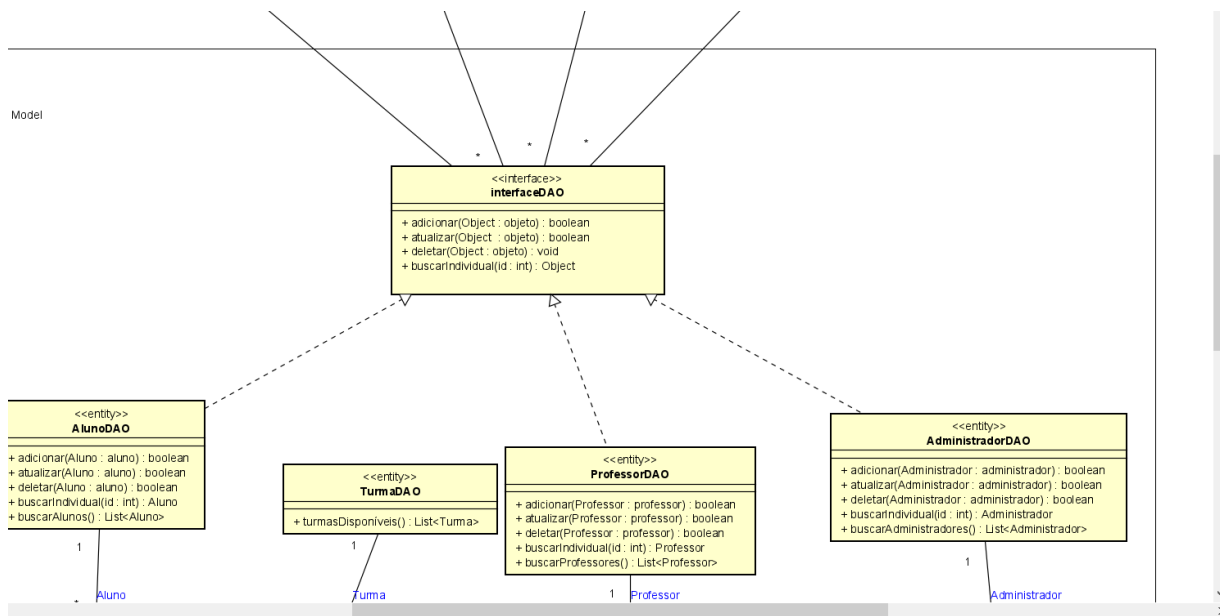 Model
*
*
*
<<interface>>
interfaceDAO
+ adicionar(Object : objeto) : boolean
+ atualizar(Object : objeto) : boolean
+ deletar(Object : objeto) : void
+ buscarIndividual(id : int) : Object
<<entity>>
AlunoDAO
+ adicionar(Aluno : aluno) : boolean
+ atualizar(Aluno : aluno) : boolean
+ deletar(Aluno : aluno) : boolean
+ buscarIndividual(id : int) : Aluno
+ buscarAlunos() : List<Aluno>
1
Aluno
*
<<entity>>
TurmaDAO
+ turmasDisponíveis() : List<Turma>
1
Turma
<<entity>>
ProfessorDAO
+ adicionar(Professor : professor) : boolean
+ atualizar(Professor : professor) : boolean
+ deletar(Professor : professor) : boolean
+ buscarIndividual(id : int) : Professor
+ buscarProfessores() : List<Professor>
1
Professor
<<entity>>
AdministradorDAO
+ adicionar(Administrador : administrador) : boolean
+ atualizar(Administrador : administrador) : boolean
+ deletar(Administrador : administrador) : boolean
+ buscarIndividual(id : int) : Administrador
+ buscarAdministradores() : List<Administrador>
1
Administrador